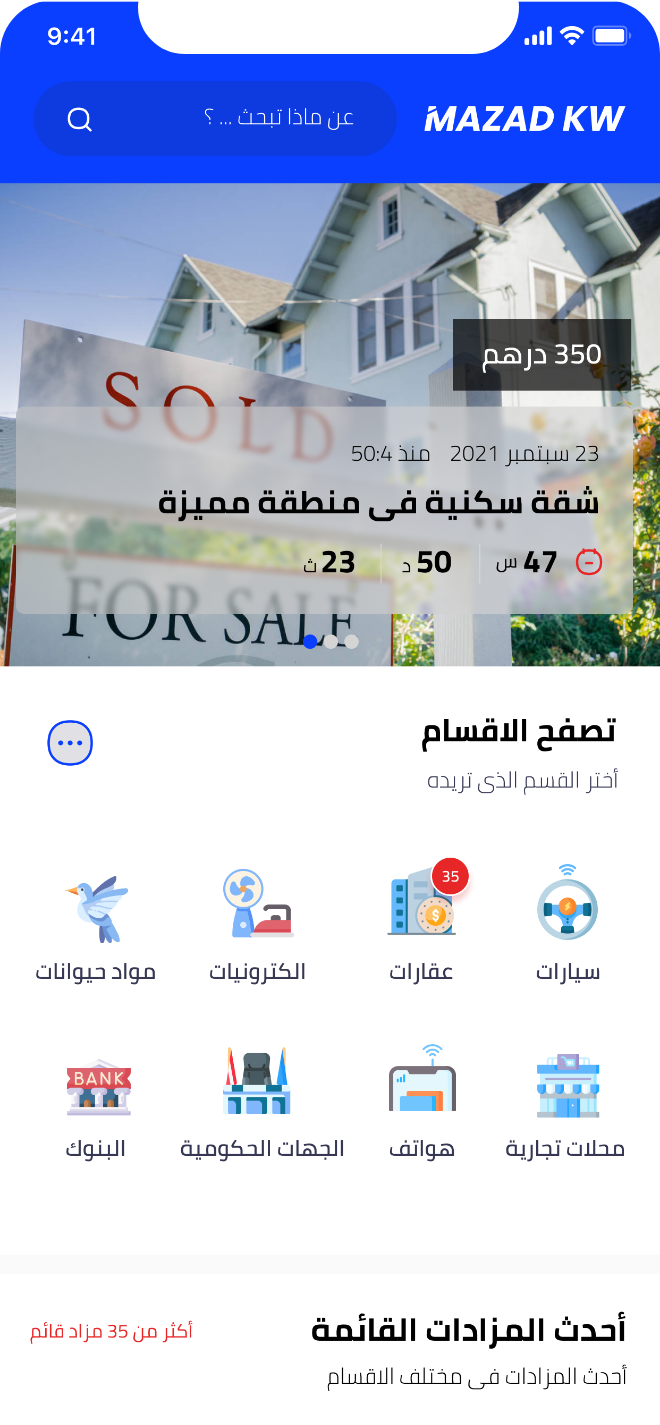 9:41
MAZAD KW
عن ماذا تبحث ... ؟
SOLD
350 درهم
23 سبتمبر 2021 منذ 50:4
شقة سكنية فى منطقة مميزة
47 س 50 د 23 ث
FOR SALE
تصفح الاقسام
أختر القسم الذى تريده
35
سيارات
عقارات
الكترونيات
مواد حيوانات
BANK
محلات تجارية
هواتف
الجهات الحكومية
البنوك
أحدث المزادات القائمة
أكثر من 35 مزاد قائم
أحدث المزادات فى مختلف الاقسام